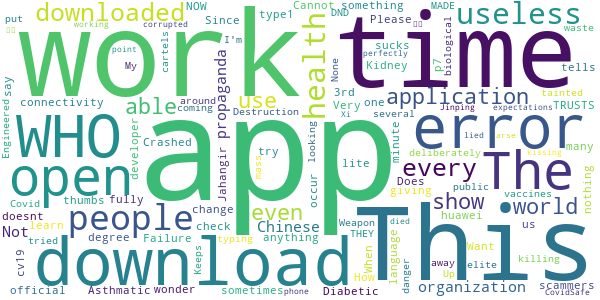 put
downloaded
NOW
working
corrupted
Cannot
something
MADE
useless
Since
type1
DND
Please
waste
point
I'm
sucks
perfectly
biological
My
cartels
None
Kidney
p7
tells
say
work
time
around
health
application
tainted
connectivity
able
use
3rd
Very
one
TRUSTS
Jinping
expectations
Engineered
WHO
developer
coming
propaganda
Destruction
Xi
several
error
Crashed
looking
minute
lied
arse
many
open
try
lite
deliberately
killing
Covid
thumbs
fully
Jahangir
mass
occur
every
The
doesnt
app
even
Does
public
vaccines
nothing
Not
people
Change
check
Chinese
giving
show
world
learn
degree
Failure
anything
Weapon
THEY
died
language
huawei
us
cv19
tried
Keeps
typing
This
When
danger
Want
away
elite
killing
download
How
Up
organization
scammers
official
Asthmatic
wonder
sometimes
phone
Diabetic
CovidSafe